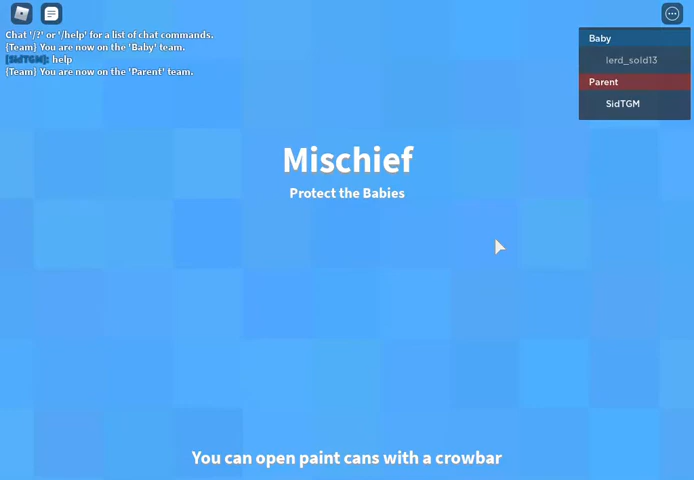 Chat '/?' or '/help' for a list of chat commands.
{Team} You are now on the 'Baby' team.
[SidTGM]: help
{Team} You are now on the 'Parent' team.
Baby
lerd_sold13
Parent
SidTGM
Mischief
Protect the Babies
You can open paint cans with a crowbar